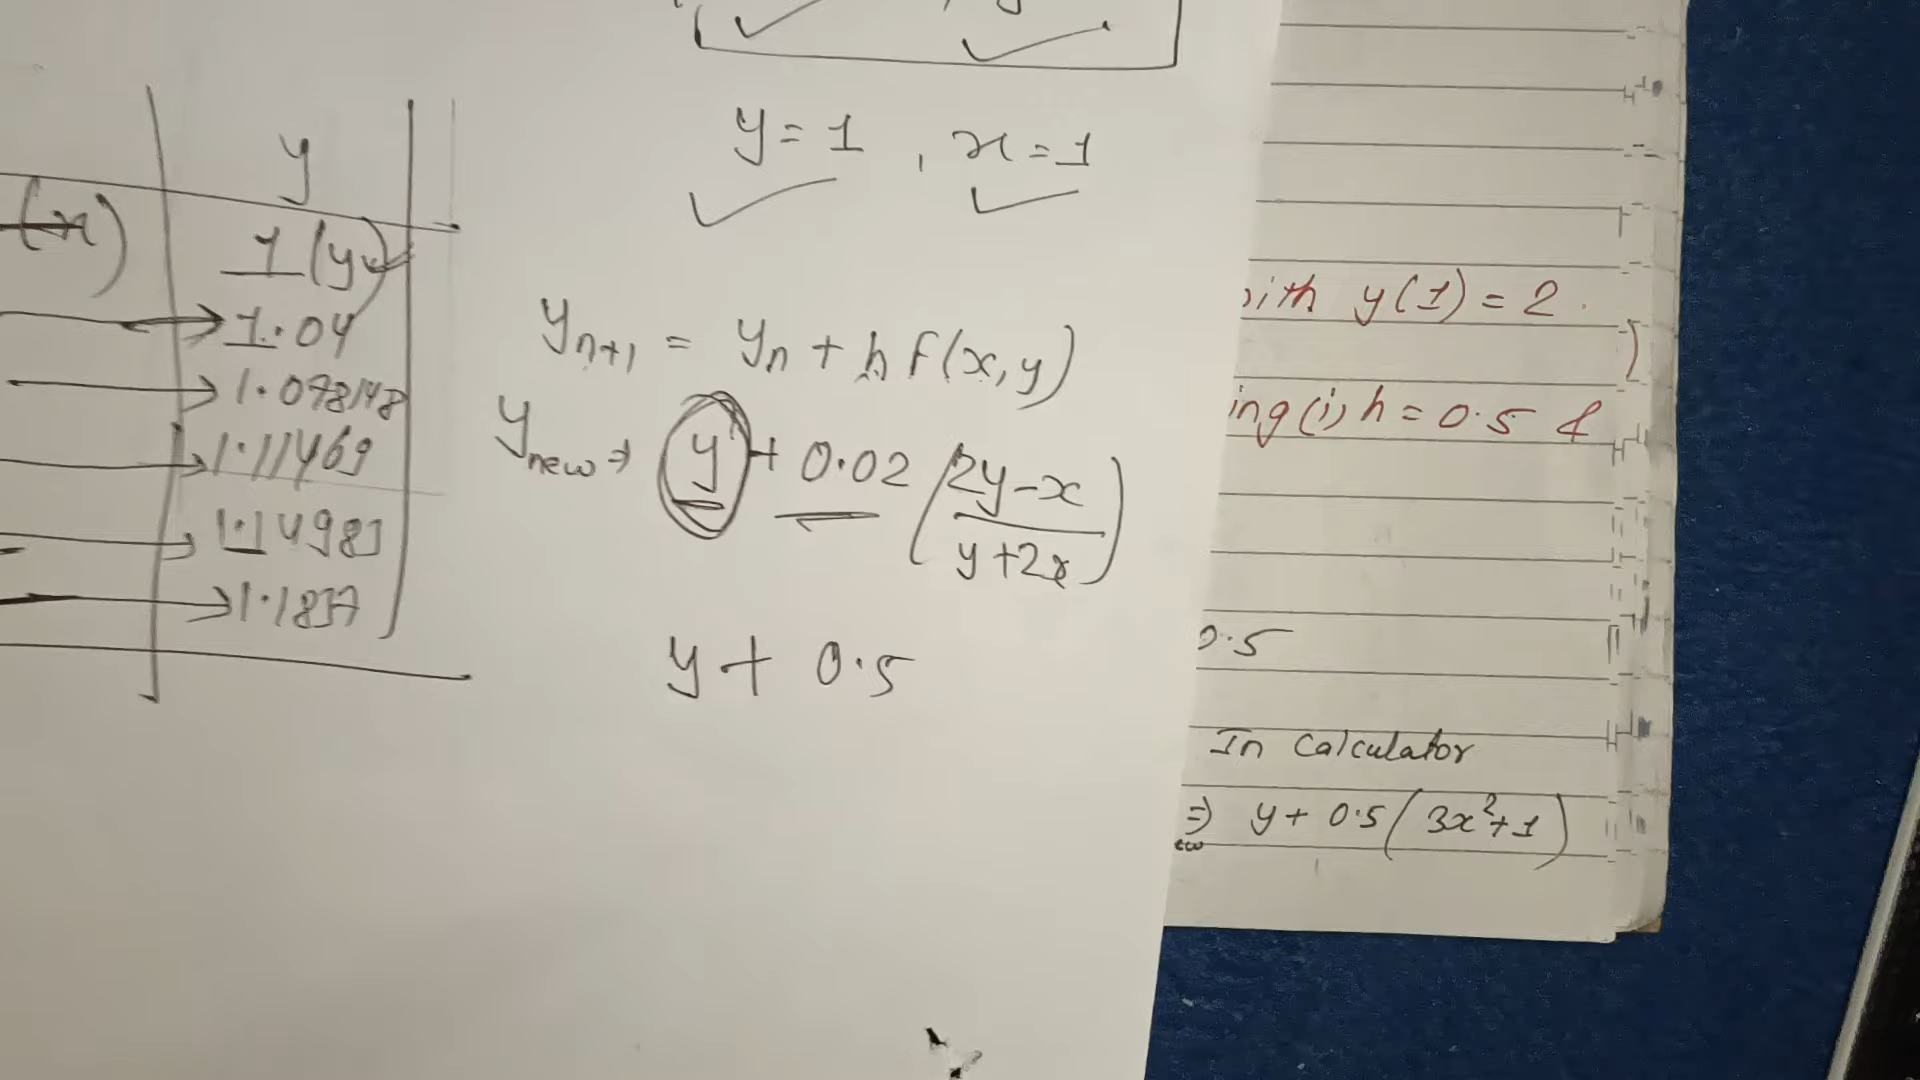 y
(x)
1 (y)
1.04
1.078148
1.11469
1.14983
1.1837
y = 1 , x = 1
yn+1 = yn + h f(x, y)
ynew ⇒ y + 0.02 (2y-x / y+2x)
y + 0.5
with y(1) = 2.
ing (i) h = 0.5 &
0.5
In Calculator
⇒ y + 0.5 (3x²+1)